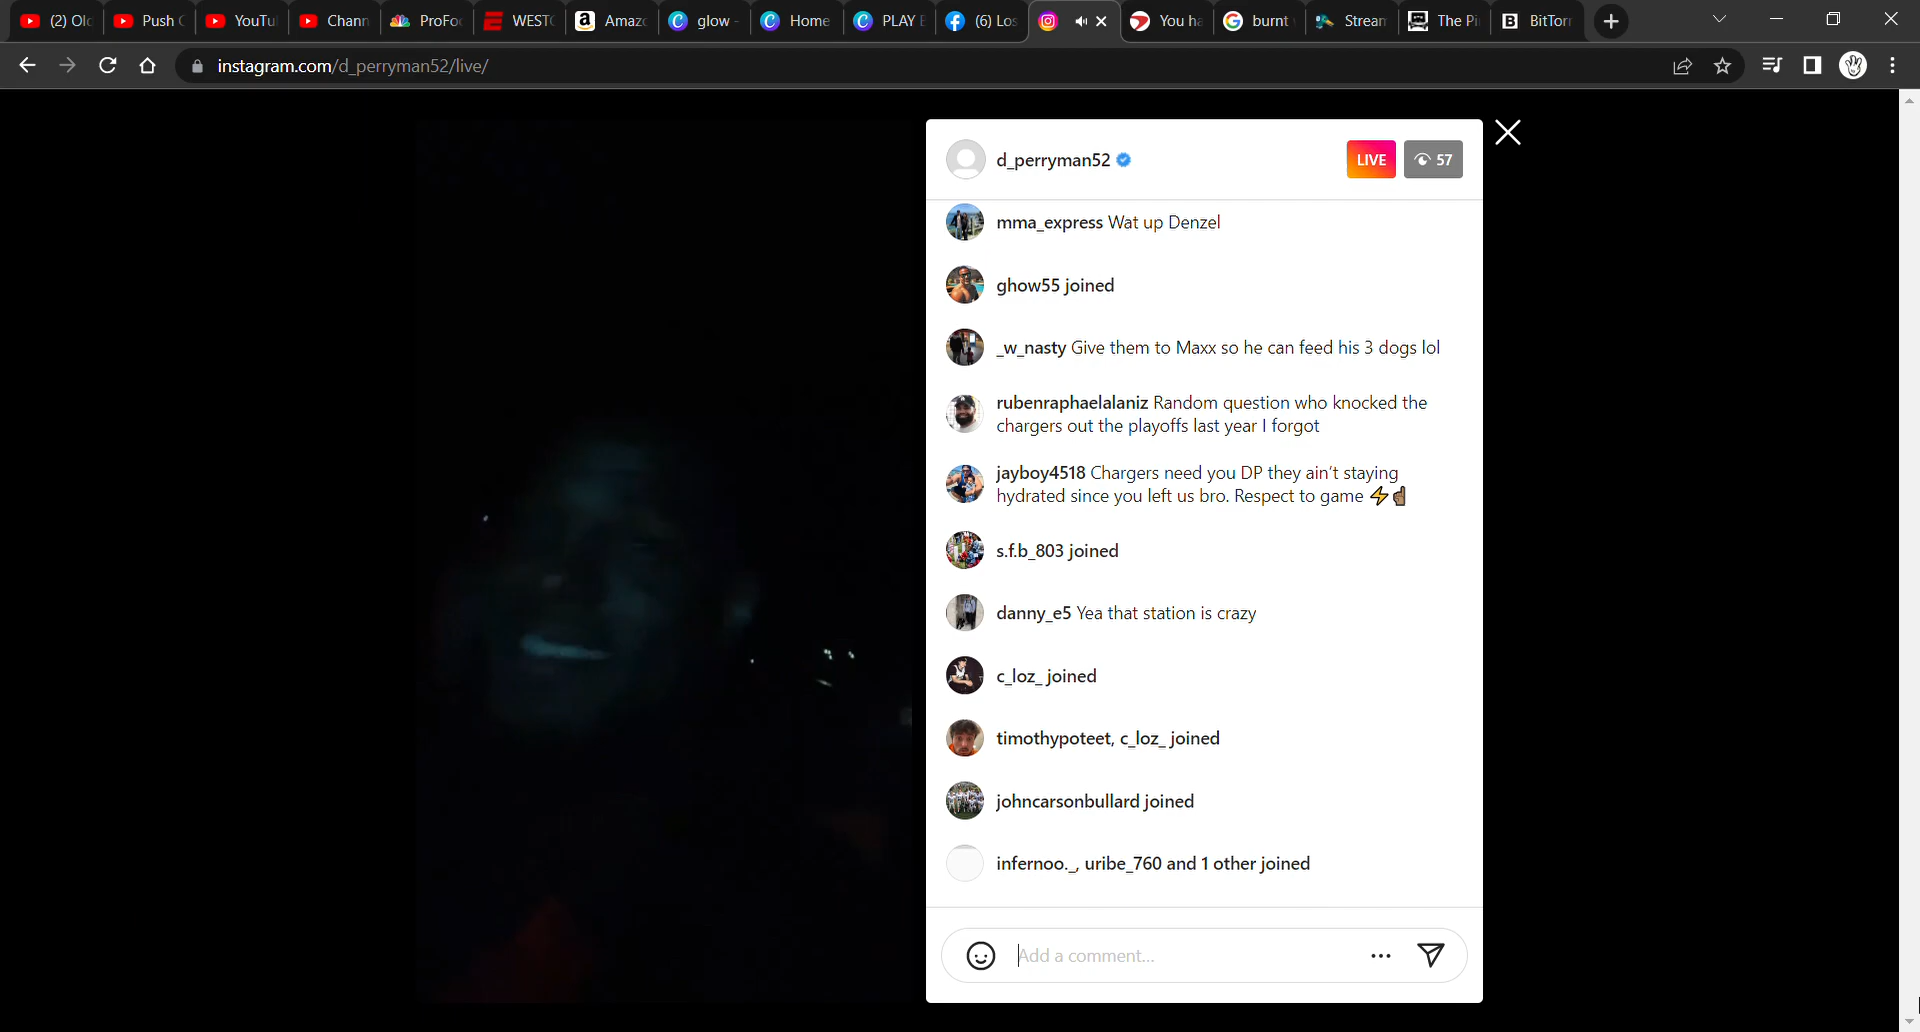 (2) Ol
Push
YouTu
Chann
ProFo
WEST
Amaz
glow -
Home
PLAY
(6) Los
You ha
burnt
Stream
The Pi
BitTor
instagram.com/d_perryman52/live/
d_perryman52
LIVE
57
mma_express Wat up Denzel
ghow55 joined
_w_nasty Give them to Maxx so he can feed his 3 dogs lol
rubenraphaelalaniz Random question who knocked the
chargers out the playoffs last year I forgot
jayboy4518 Chargers need you DP they ain't staying
hydrated since you left us bro. Respect to game ⚡☝🏽
s.f.b_803 joined
danny_e5 Yea that station is crazy
c_loz_ joined
timothypoteet, c_loz_ joined
johncarsonbullard joined
infernoo._, uribe_760 and 1 other joined
Add a comment...